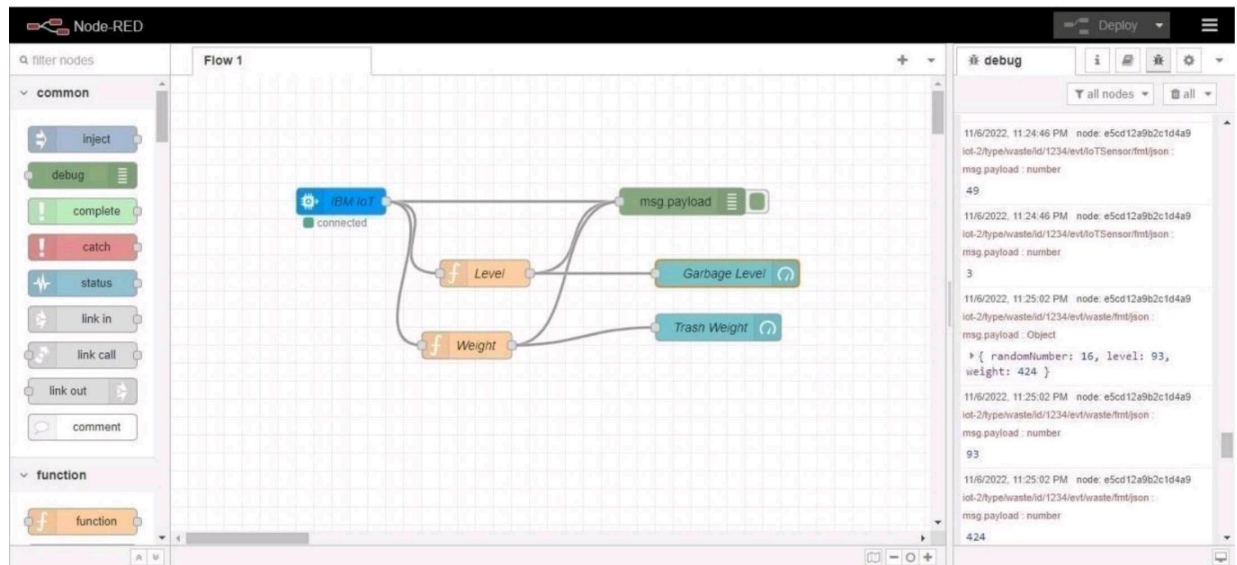 Node-RED
Deploy
filter nodes
Flow 1
debug
i
all nodes
all
common
inject
debug
complete
catch
status
link in
link call
link out
comment
function
function
IBM IoT
connected
msg.payload
Level
Garbage Level
Weight
Trash Weight
11/6/2022, 11:24:46 PM node: e5cd12a9b2c1d4a9
iot-2/type/waste/id/1234/evt/IoTSensor/fmt/json :
msg.payload : number
49
11/6/2022, 11:24:46 PM node: e5cd12a9b2c1d4a9
iot-2/type/waste/id/1234/evt/IoTSensor/fmt/json :
msg.payload : number
3
11/6/2022, 11:25:02 PM node: e5cd12a9b2c1d4a9
iot-2/type/waste/id/1234/evt/waste/fmt/json :
msg.payload : Object
{ randomNumber: 16, level: 93,
weight: 424 }
11/6/2022, 11:25:02 PM node: e5cd12a9b2c1d4a9
iot-2/type/waste/id/1234/evt/waste/fmt/json :
msg.payload : number
93
11/6/2022, 11:25:02 PM node: e5cd12a9b2c1d4a9
iot-2/type/waste/id/1234/evt/waste/fmt/json :
msg.payload : number
424